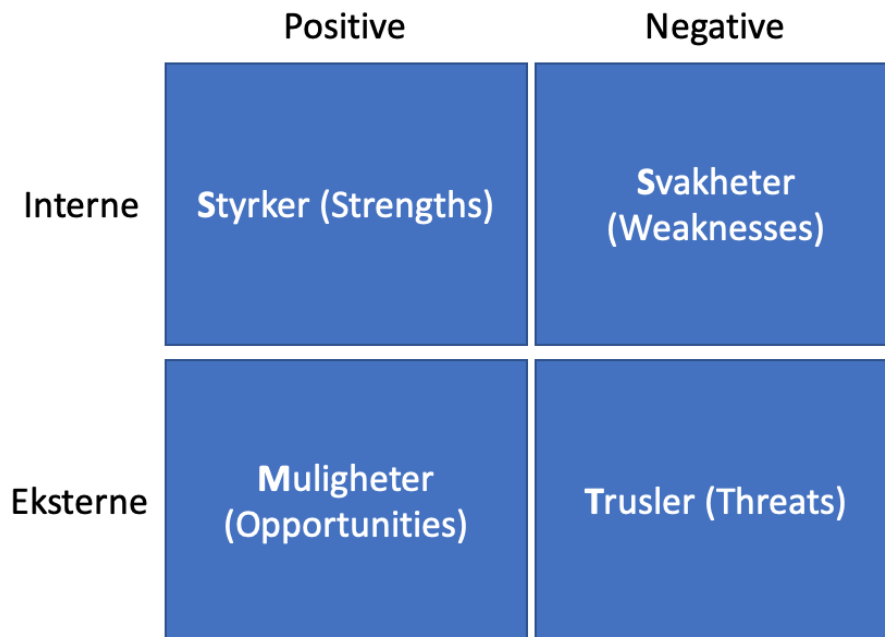 Positive
Negative
Interne
Styrker (Strengths)
Svakheter
(Weaknesses)
Eksterne
Muligheter
(Opportunities)
Trusler (Threats)